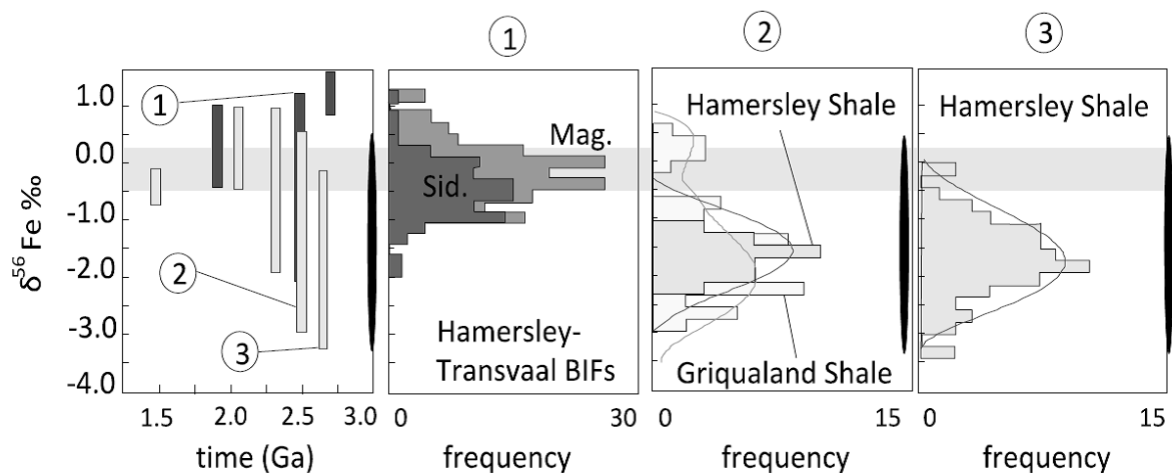 1 2 3
δ56 Fe ‰
1.0
0.0
-1.0
-2.0
-3.0
-4.0
1
2
3
1.5 2.0 2.5 3.0
time (Ga)
Mag.
Sid.
Hamersley-
Transvaal BIFs
0 30
frequency
Hamersley Shale
Griqualand Shale
0 15
frequency
Hamersley Shale
0 15
frequency